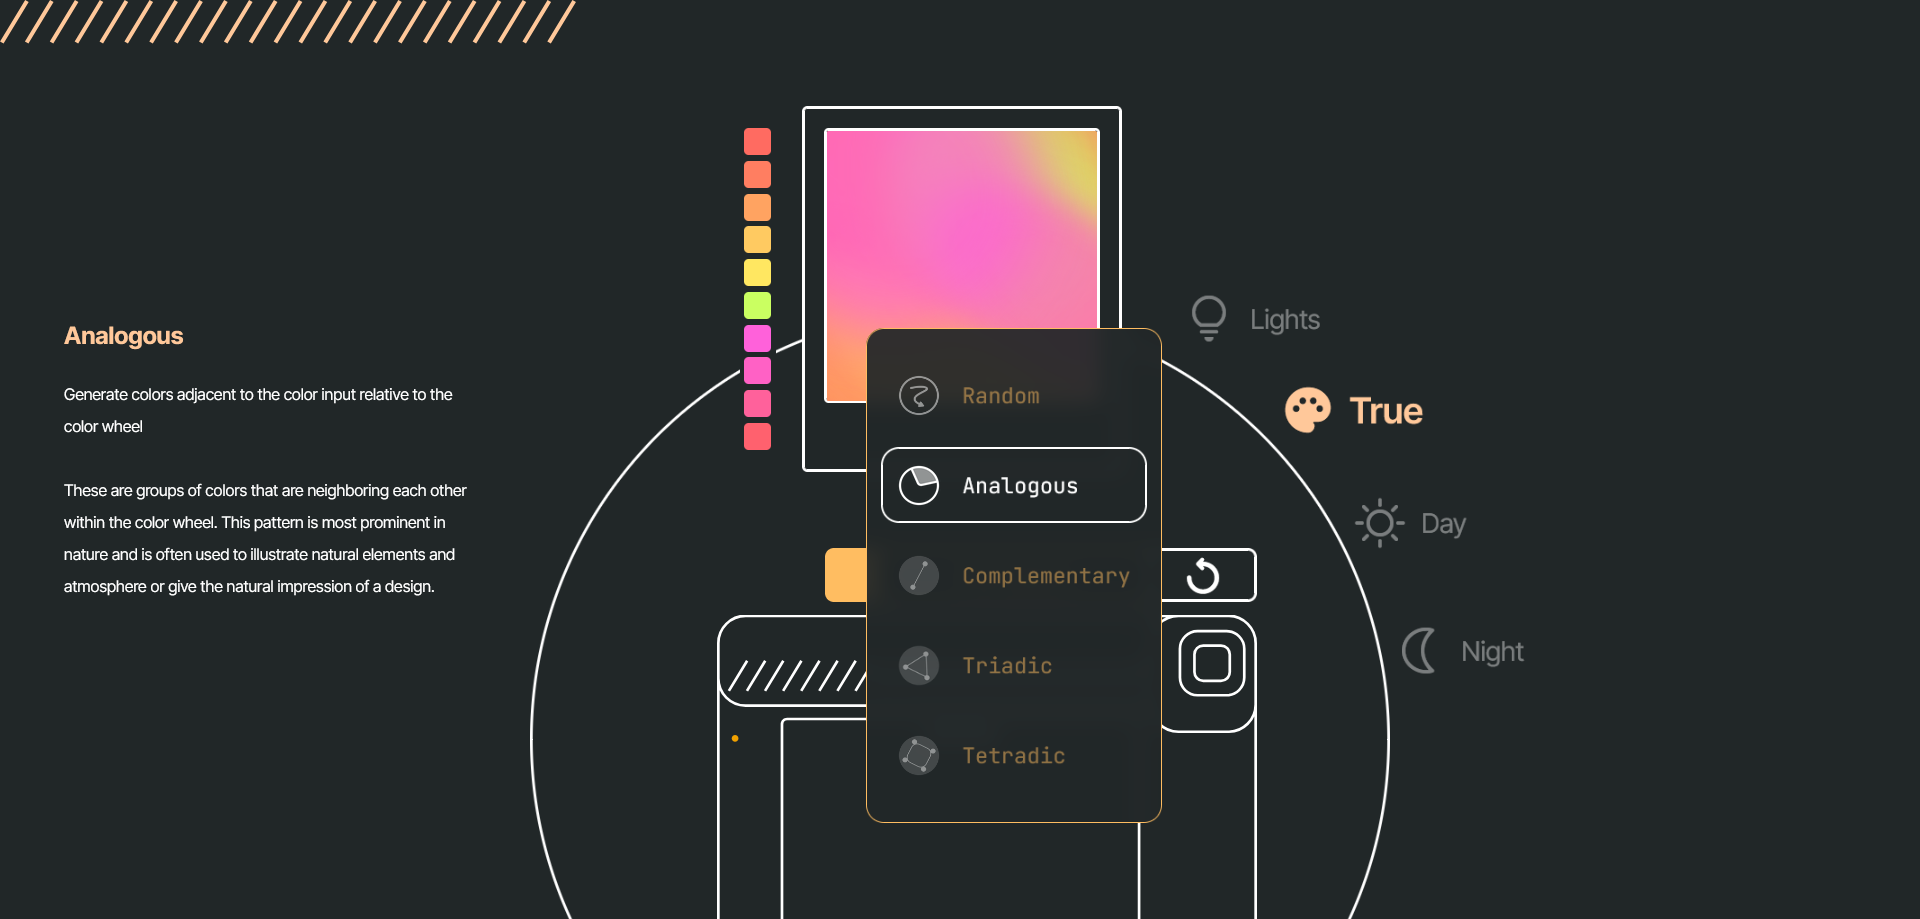 Analogous
Generate colors adjacent to the color input relative to the
color wheel
These are groups of colors that are neighboring each other
within the color wheel. This pattern is most prominent in
nature and is often used to illustrate natural elements and
atmosphere or give the natural impression of a design.
Random
Analogous
Complementary
Triadic
Tetradic
Lights
True
Day
Night